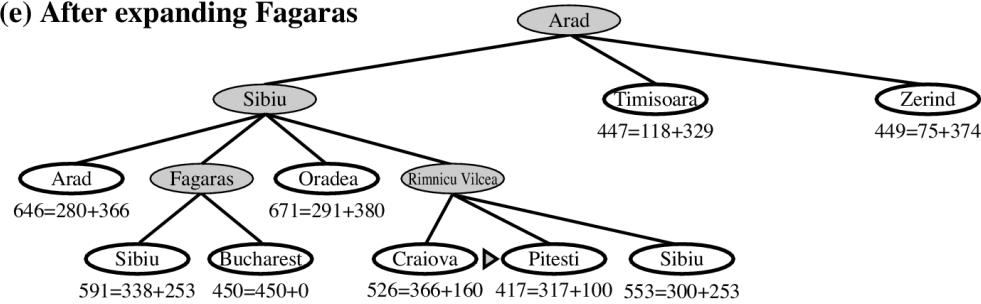 (e) After expanding Fagaras
Arad
Sibiu
Timisoara
Zerind
447=118+329
449=75+374
Arad
Fagaras
Oradea
Rimnicu Vilcea
646=280+366
671=291+380
Sibiu
Bucharest
Craiova
Pitesti
Sibiu
591=338+253
450=450+0
526=366+160
417=317+100
553=300+253